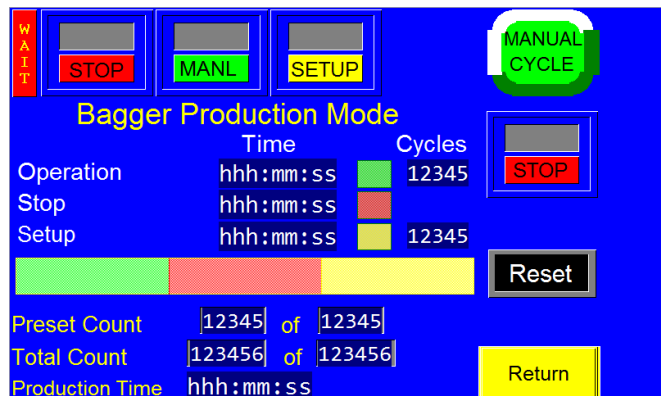 WAIT
STOP
MANL
SETUP
MANUAL
CYCLE
Bagger Production Mode
Time Cycles
Operation hhh:mm:ss 12345
STOP
Stop hhh:mm:ss
Setup hhh:mm:ss 12345
Reset
Preset Count 12345 of 12345
Total Count 123456 of 123456
Return
Production Time hhh:mm:ss